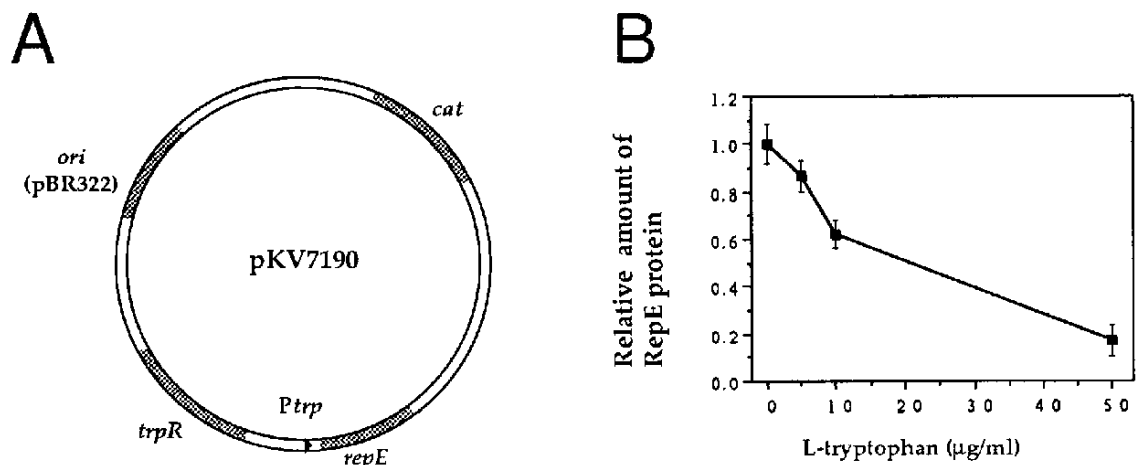 A
cat
ori
(pBR322)
pKV7190
Ptrp
trpR
repE
B
Relative amount of
RepE protein
1.2
1.0
0.8
0.6
0.4
0.2
0.0
0 10 20 30 40 50
L-tryptophan (μg/ml)